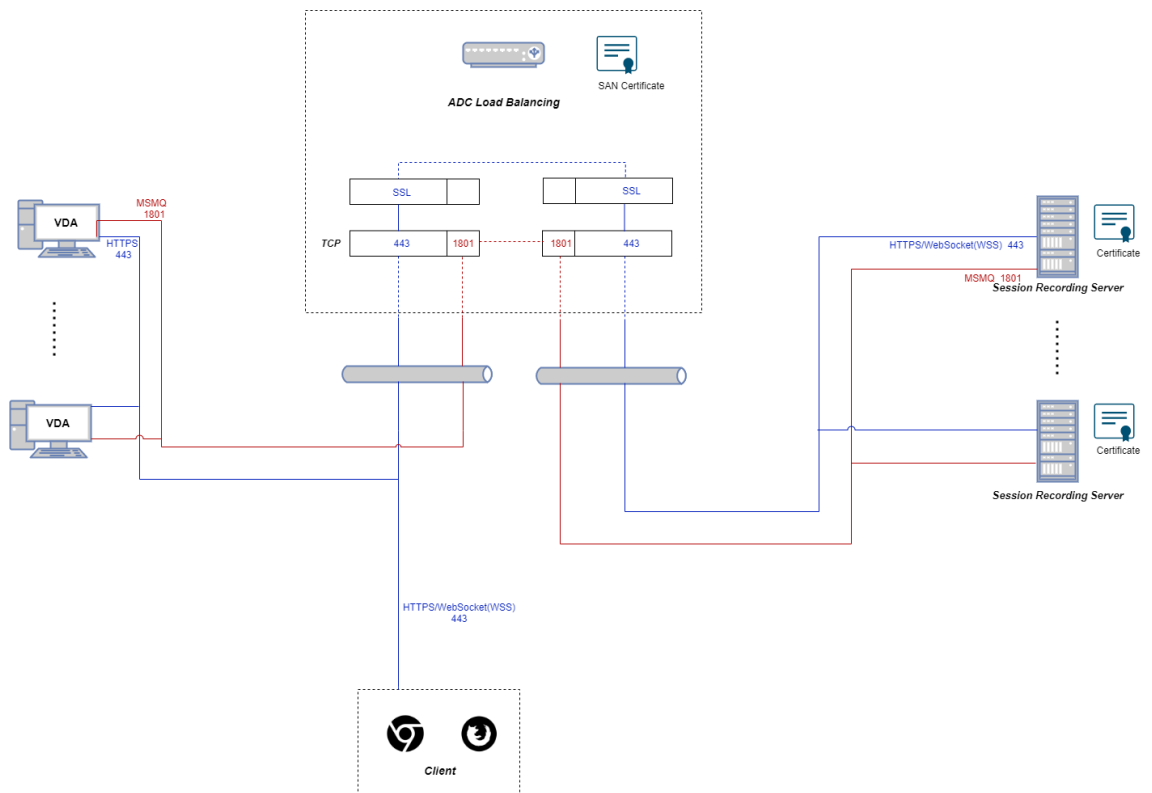 SAN Certificate
ADC Load Balancing
SSL
SSL
TCP
443
1801
1801
443
VDA
MSMQ
1801
HTTPS
443
VDA
HTTPS/WebSocket(WSS) 443
Certificate
MSMQ 1801
Session Recording Server
Certificate
Session Recording Server
HTTPS/WebSocket(WSS)
443
Client